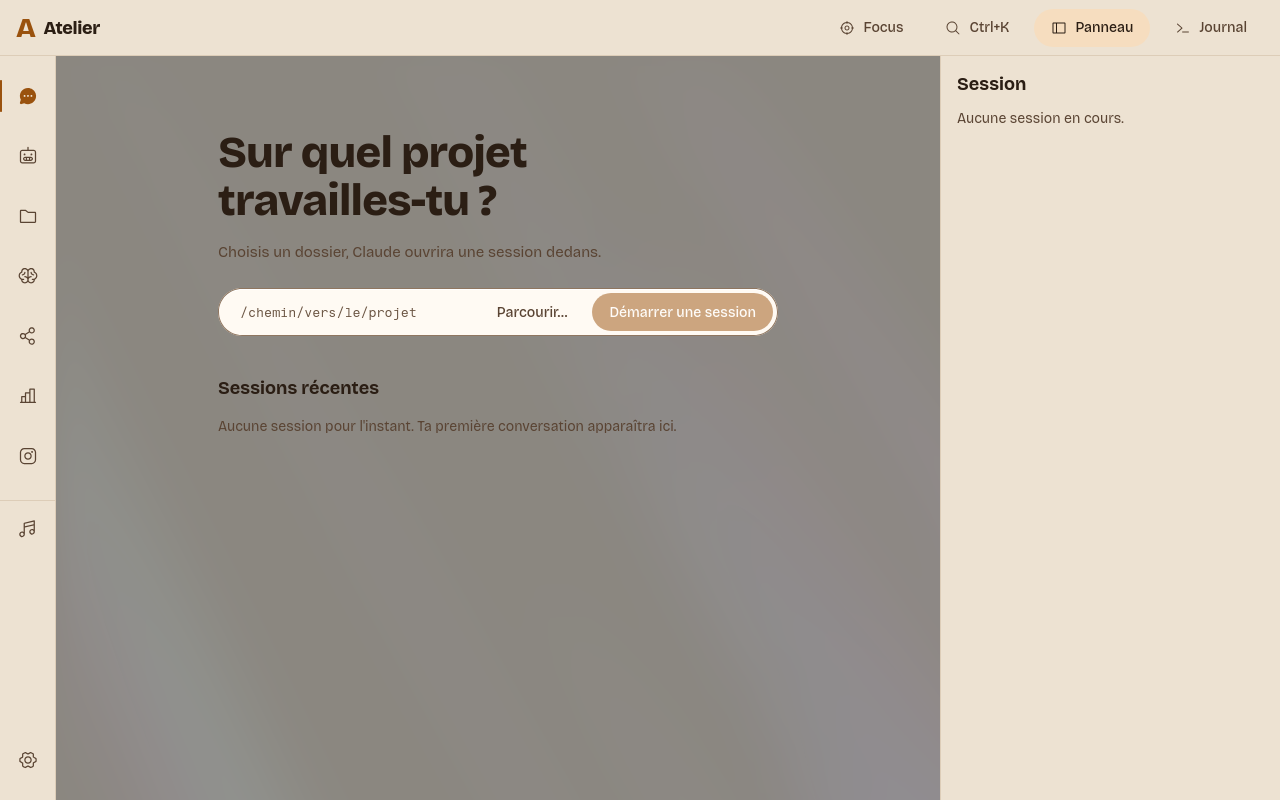 A Atelier
Focus
Ctrl+K
Panneau
Journal
Sur quel projet
travailles-tu ?
Choisis un dossier, Claude ouvrira une session dedans.
/chemin/vers/le/projet
Parcourir...
Démarrer une session
Sessions récentes
Aucune session pour l'instant. Ta première conversation apparaîtra ici.
Session
Aucune session en cours.